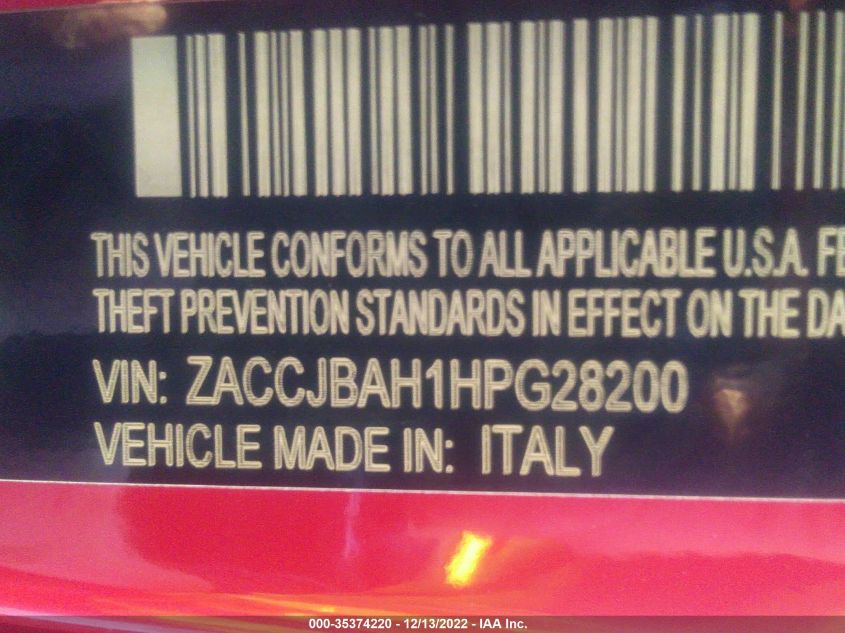 THIS VEHICLE CONFORMS TO ALL APPLICABLE U.S.A.
THEFT PREVENTION STANDARDS IN EFFECT ON THE
VIN: ZACCJBAH1HPG28200
VEHICLE MADE IN: ITALY
000-35374220 - 12/13/2022 - IAA Inc.